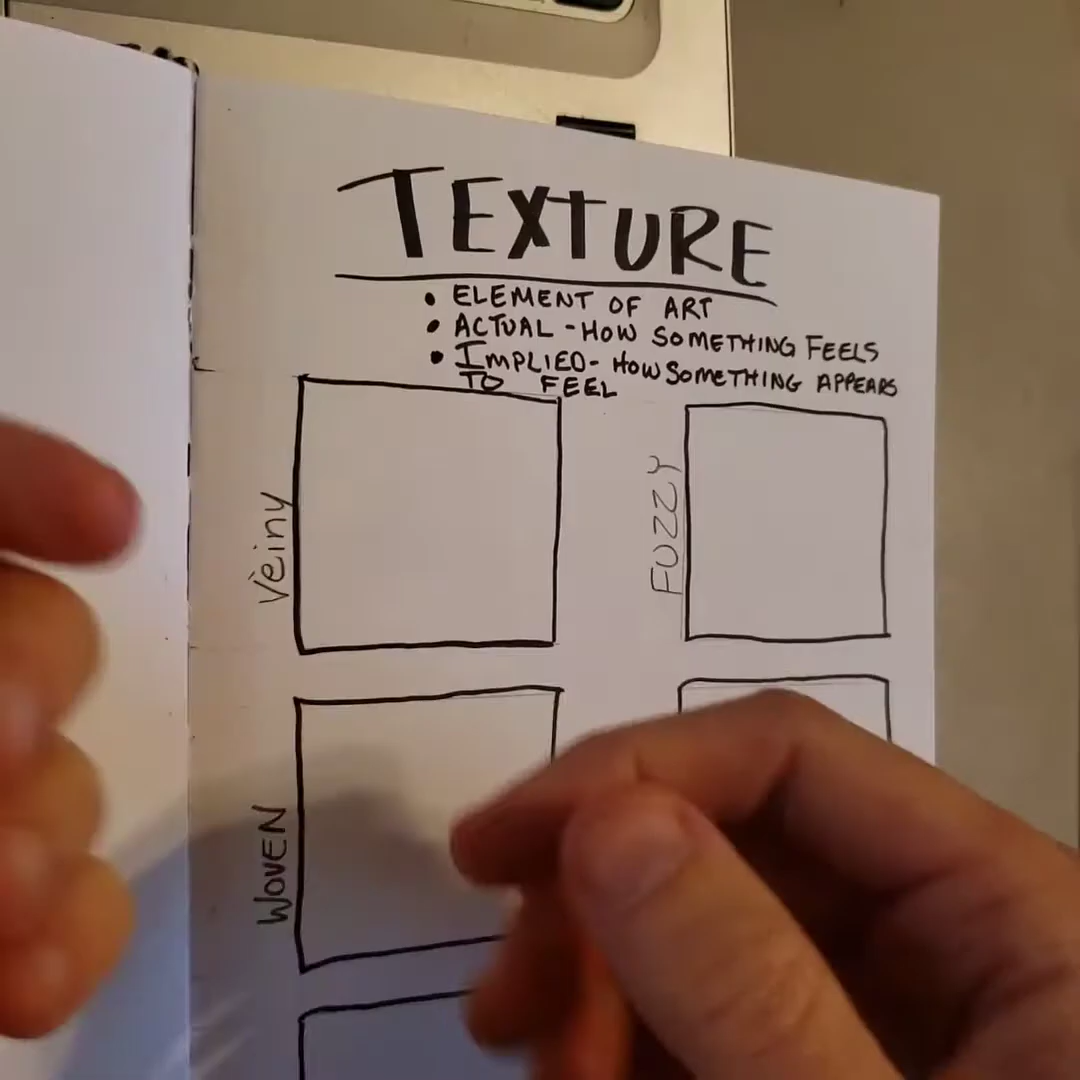 TEXTURE
• ELEMENT OF ART
• ACTUAL - HOW SOMETHING FEELS
• IMPLIED - HOW SOMETHING APPEARS
TO FEEL
Veiny
FUZZY
WOVEN